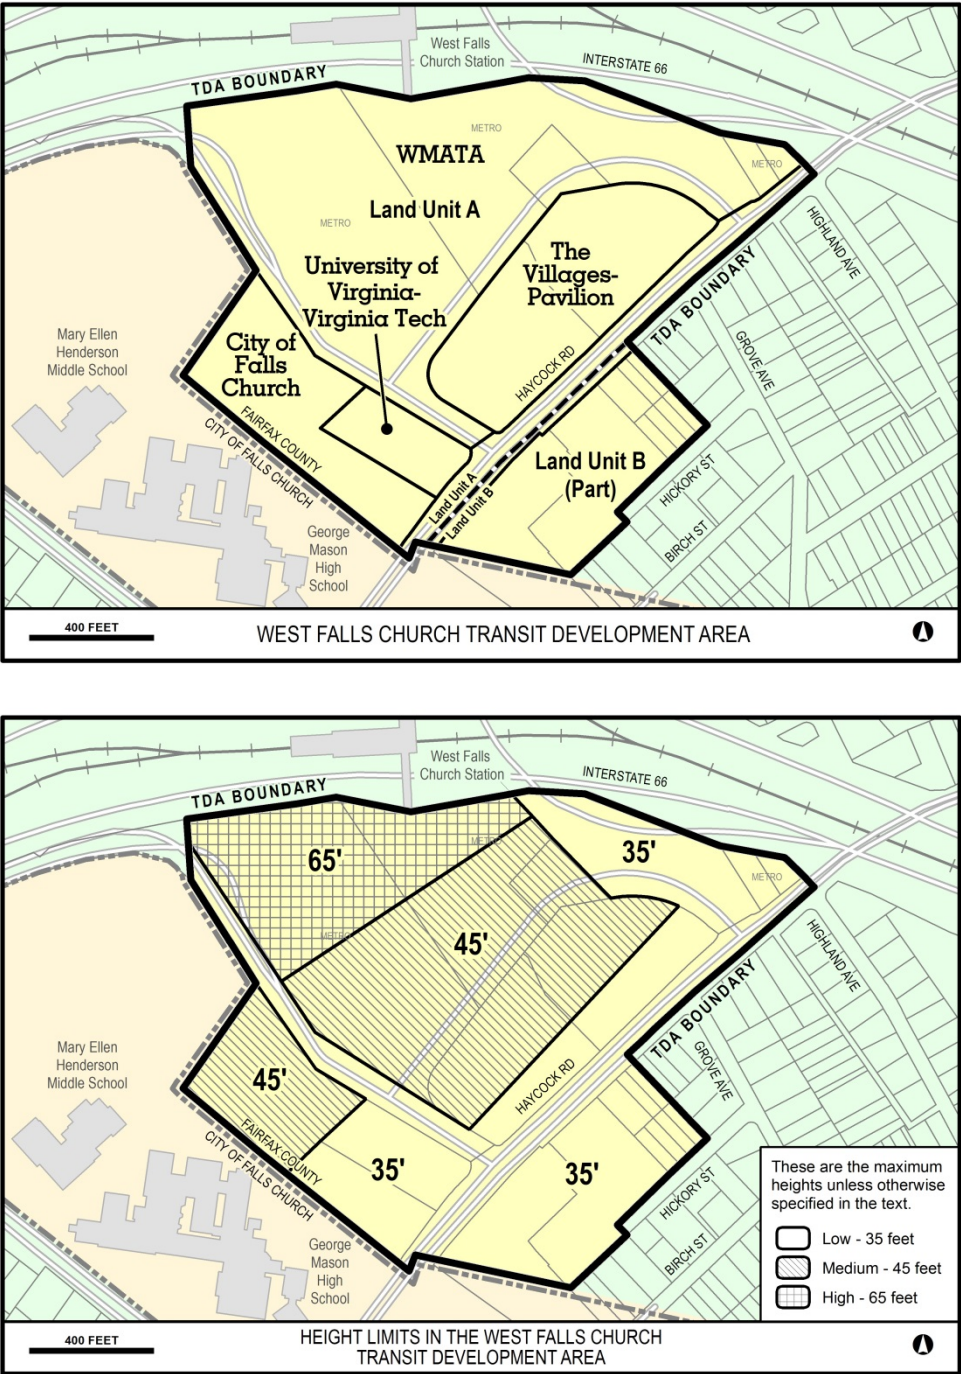 West Falls
Church Station
INTERSTATE 66
TDA BOUNDARY
METRO
WMATA
METRO
Land Unit A
METRO
HIGHLAND AVE
University of
Virginia-
Virginia Tech
The
Villages-
Pavilion
TDA BOUNDARY
Mary Ellen
Henderson
Middle School
City of
Falls
Church
HAYCOCK RD
GROVE AVE
FAIRFAX COUNTY
CITY OF FALLS CHURCH
Land Unit B
(Part)
HICKORY ST
Land Unit A
Land Unit B
BIRCH ST
George
Mason
High
School
400 FEET
WEST FALLS CHURCH TRANSIT DEVELOPMENT AREA
West Falls
Church Station
INTERSTATE 66
TDA BOUNDARY
METRO
65'
35'
METRO
METRO
45'
HIGHLAND AVE
TDA BOUNDARY
Mary Ellen
Henderson
Middle School
45'
HAYCOCK RD
GROVE AVE
FAIRFAX COUNTY
CITY OF FALLS CHURCH
35'
35'
HICKORY ST
BIRCH ST
George
Mason
High
School
These are the maximum
heights unless otherwise
specified in the text.
Low - 35 feet
Medium - 45 feet
High - 65 feet
400 FEET
HEIGHT LIMITS IN THE WEST FALLS CHURCH
TRANSIT DEVELOPMENT AREA